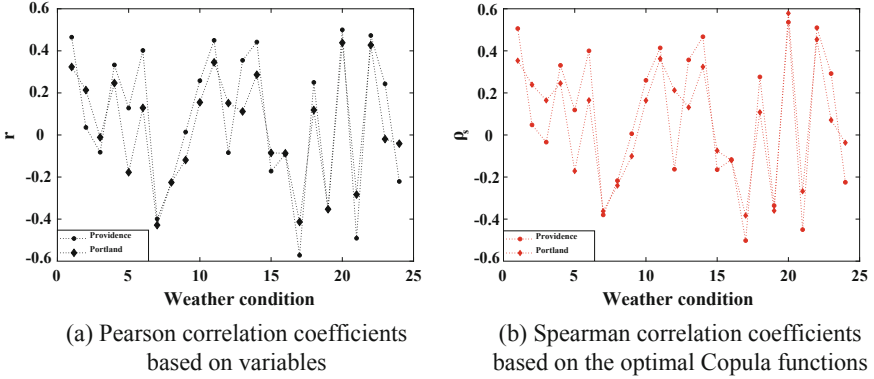 0.6
0.4
0.2
0
-0.2
-0.4
-0.6
r
Providence
Portland
0 5 10 15 20 25
Weather condition
(a) Pearson correlation coefficients
based on variables
0.6
0.4
0.2
0
-0.2
-0.4
-0.6
ρs
Providence
Portland
0 5 10 15 20 25
Weather condition
(b) Spearman correlation coefficients
based on the optimal Copula functions